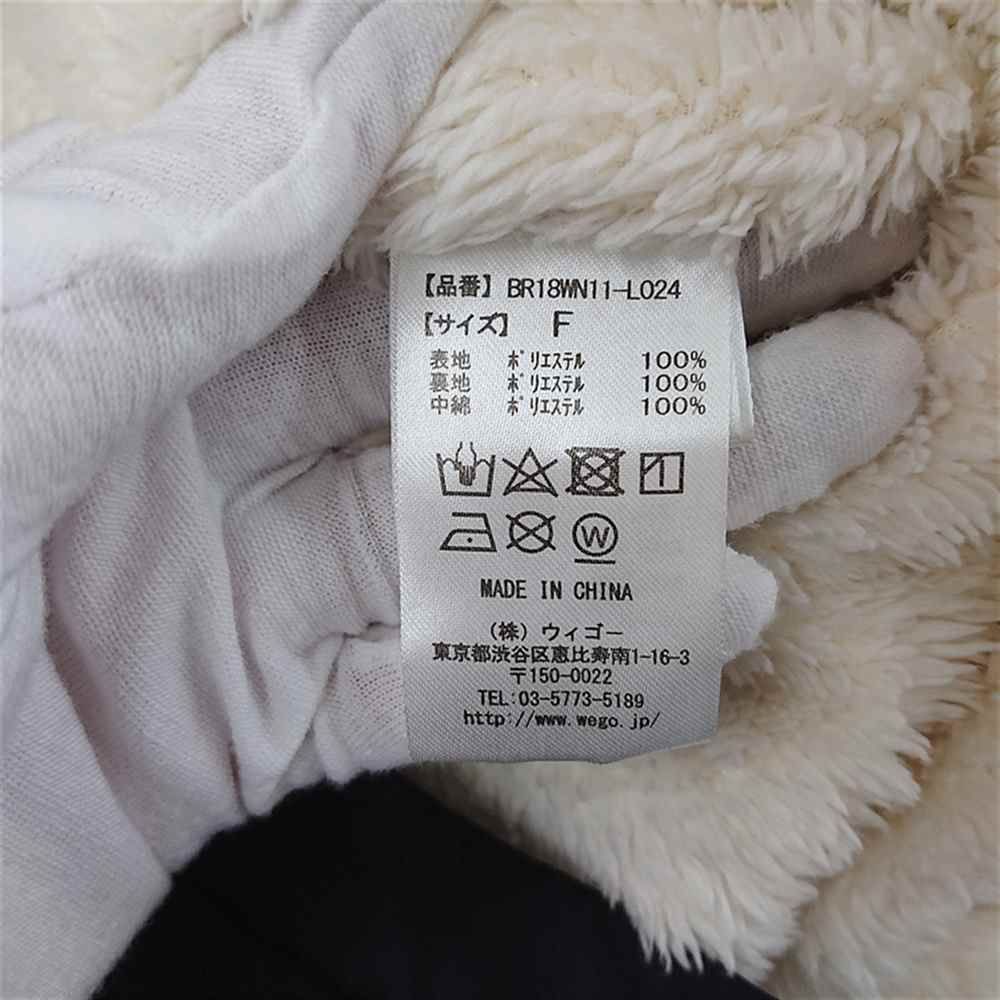 【品番】 BR18WN11-L024
【サイズ】 F
表地 ポリエステル 100%
裏地 ポリエステル 100%
中綿 ポリエステル 100%
W
MADE IN CHINA
(株) ウィゴー
東京都渋谷区恵比寿南1-16-3
〒150-0022
TEL:03-5773-5189
http://www.wego.jp/